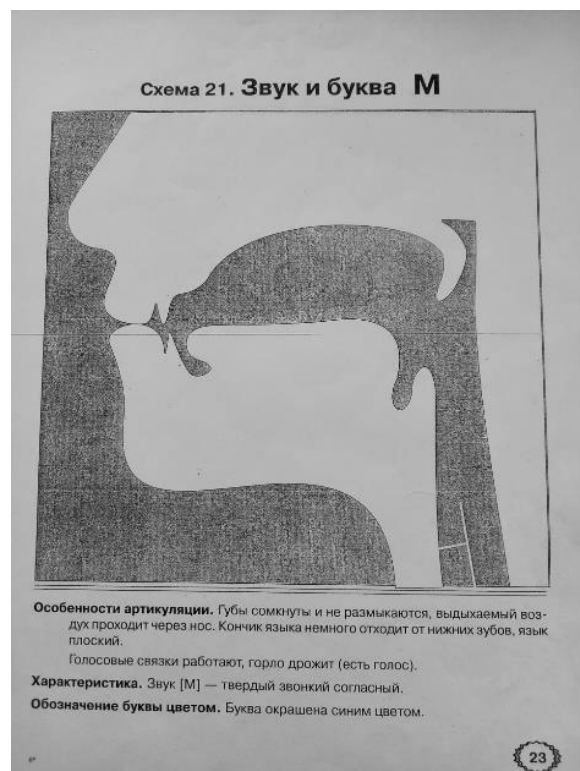 Схема 21. Звук и буква М
Особенности артикуляции. Губы сомкнуты и не размыкаются, выдыхаемый воз-
дух проходит через нос. Кончик языка немного отходит от нижних зубов, язык
плоский.
Голосовые связки работают, горло дрожит (есть голос).
Характеристика. Звук [М] — твердый звонкий согласный.
Обозначение буквы цветом. Буква окрашена синим цветом.
23